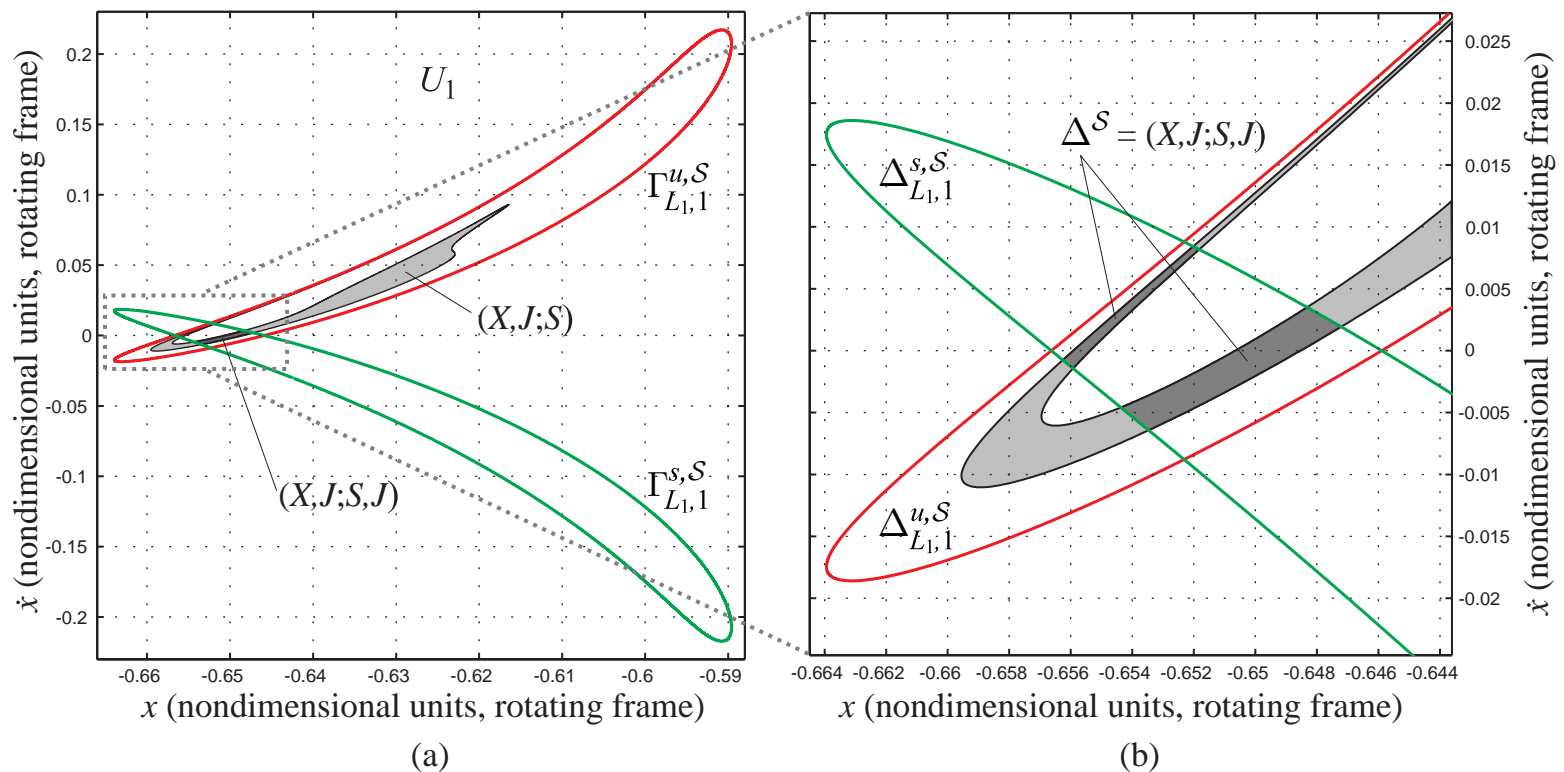 0.2
0.15
0.1
0.05
0
-0.05
-0.1
-0.15
-0.2
ẋ (nondimensional units, rotating frame)
U₁
Γ^{u,𝒮}_{L₁,1}
(X,J;S)
(X,J;S,J)
Γ^{s,𝒮}_{L₁,1}
-0.66 -0.65 -0.64 -0.63 -0.62 -0.61 -0.6 -0.59
x (nondimensional units, rotating frame)
(a)
Δ^𝒮 = (X,J;S,J)
Δ^{s,𝒮}_{L₁,1}
Δ^{u,𝒮}_{L₁,1}
0.025
0.02
0.015
0.01
0.005
0
-0.005
-0.01
-0.015
-0.02
ẋ (nondimensional units, rotating frame)
-0.664 -0.662 -0.66 -0.658 -0.656 -0.654 -0.652 -0.65 -0.648 -0.646 -0.644
x (nondimensional units, rotating frame)
(b)